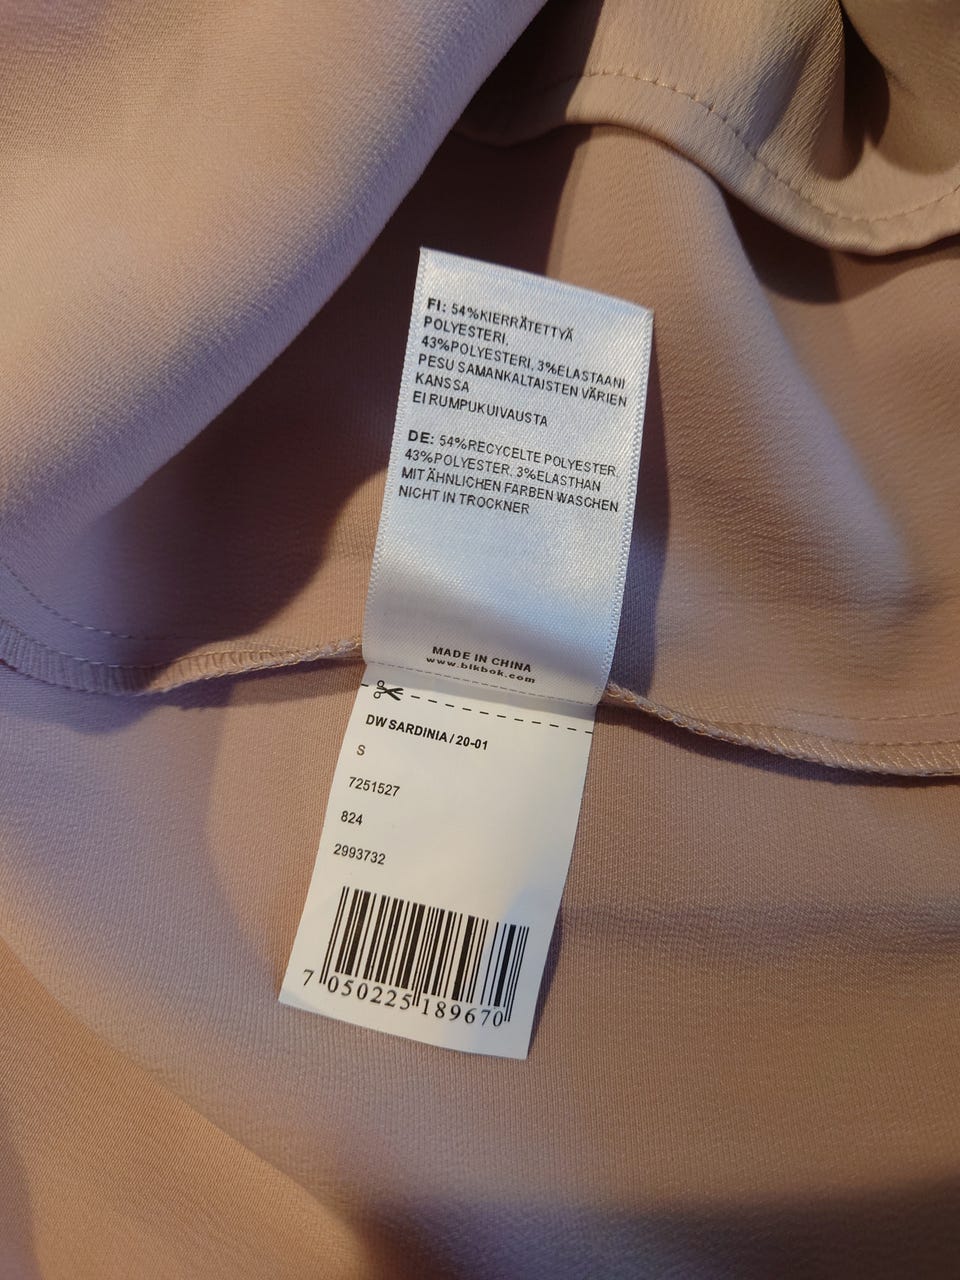 FI: 54%KIERRÄTETTYÄ
POLYESTERI,
43%POLYESTERI, 3%ELASTAANI
PESU SAMANKALTAISTEN VÄRIEN
KANSSA
EI RUMPUKUIVAUSTA
DE: 54%RECYCELTE POLYESTER,
43%POLYESTER, 3%ELASTHAN
MIT ÄHNLICHEN FARBEN WASCHEN
NICHT IN TROCKNER
MADE IN CHINA
www.blkbok.com
DW SARDINIA / 20-01
S
7251527
824
2993732
7 050225 189670